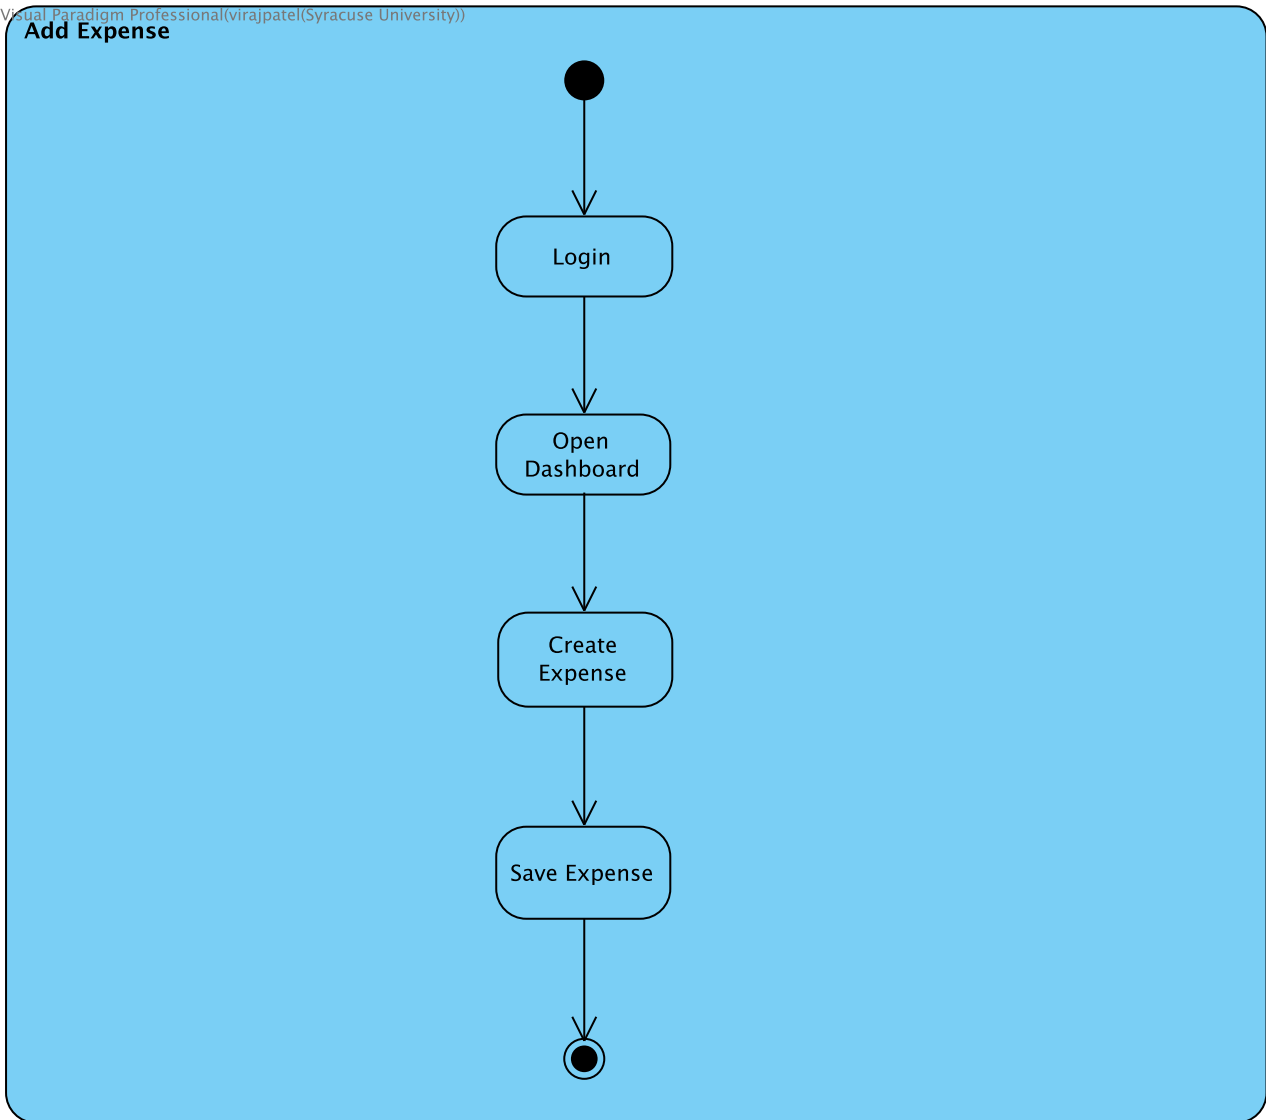 Visual Paradigm Professional(virajpatel(Syracuse University))
Add Expense
Login
Open
Dashboard
Create
Expense
Save Expense